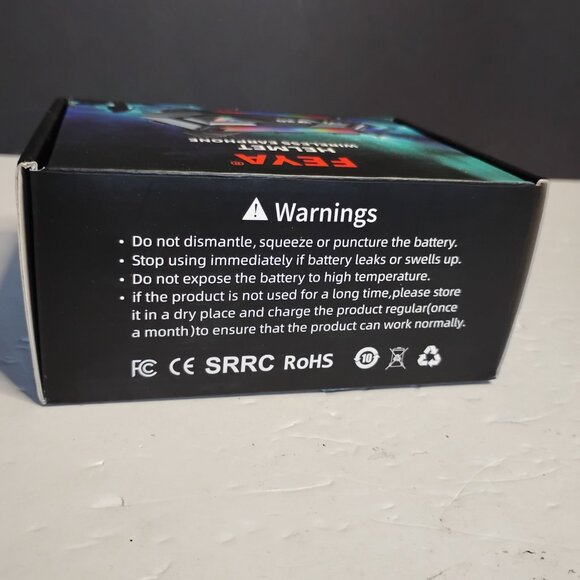 FEYA®
HELMET
WIRELESS EARPHONE
Warnings
• Do not dismantle, squeeze or puncture the battery.
• Stop using immediately if battery leaks or swells up.
• Do not expose the battery to high temperature.
• if the product is not used for a long time,please store
it in a dry place and charge the product regular(once
a month)to ensure that the product can work normally.
FC CE SRRC RoHS 10